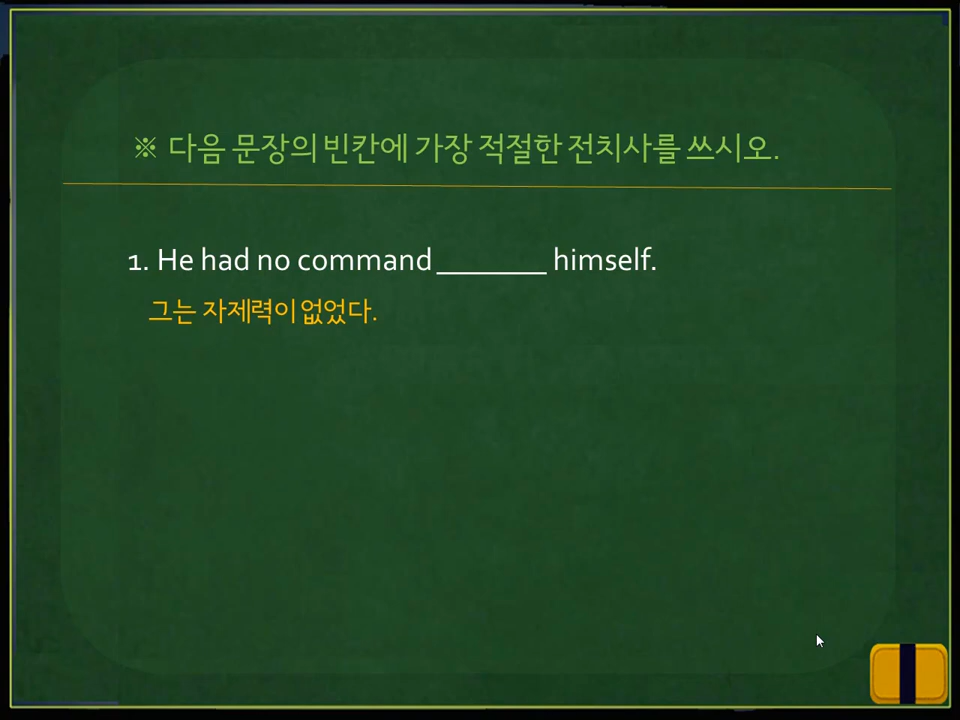 ※ 다음 문장의 빈칸에 가장 적절한 전치사를 쓰시오.
1. He had no command _______ himself.
그는 자제력이 없었다.